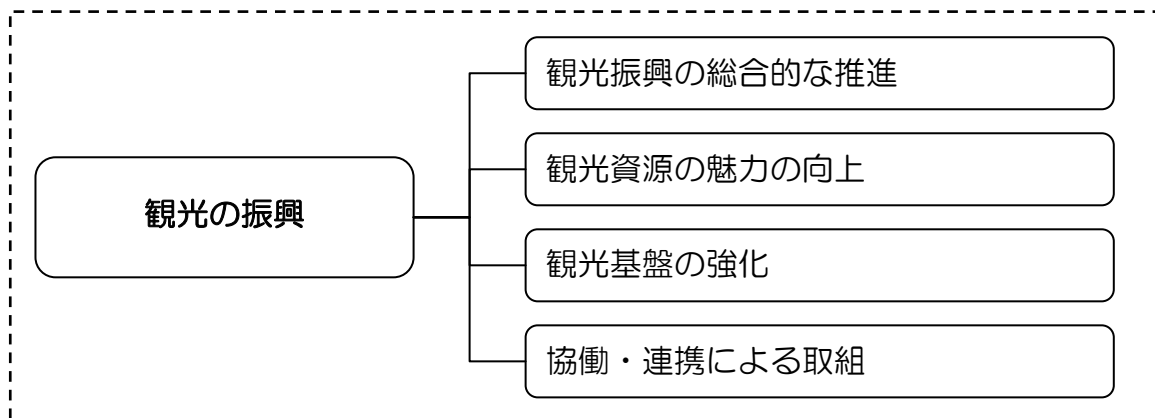 観光の振興
観光振興の総合的な推進
観光資源の魅力の向上
観光基盤の強化
協働・連携による取組